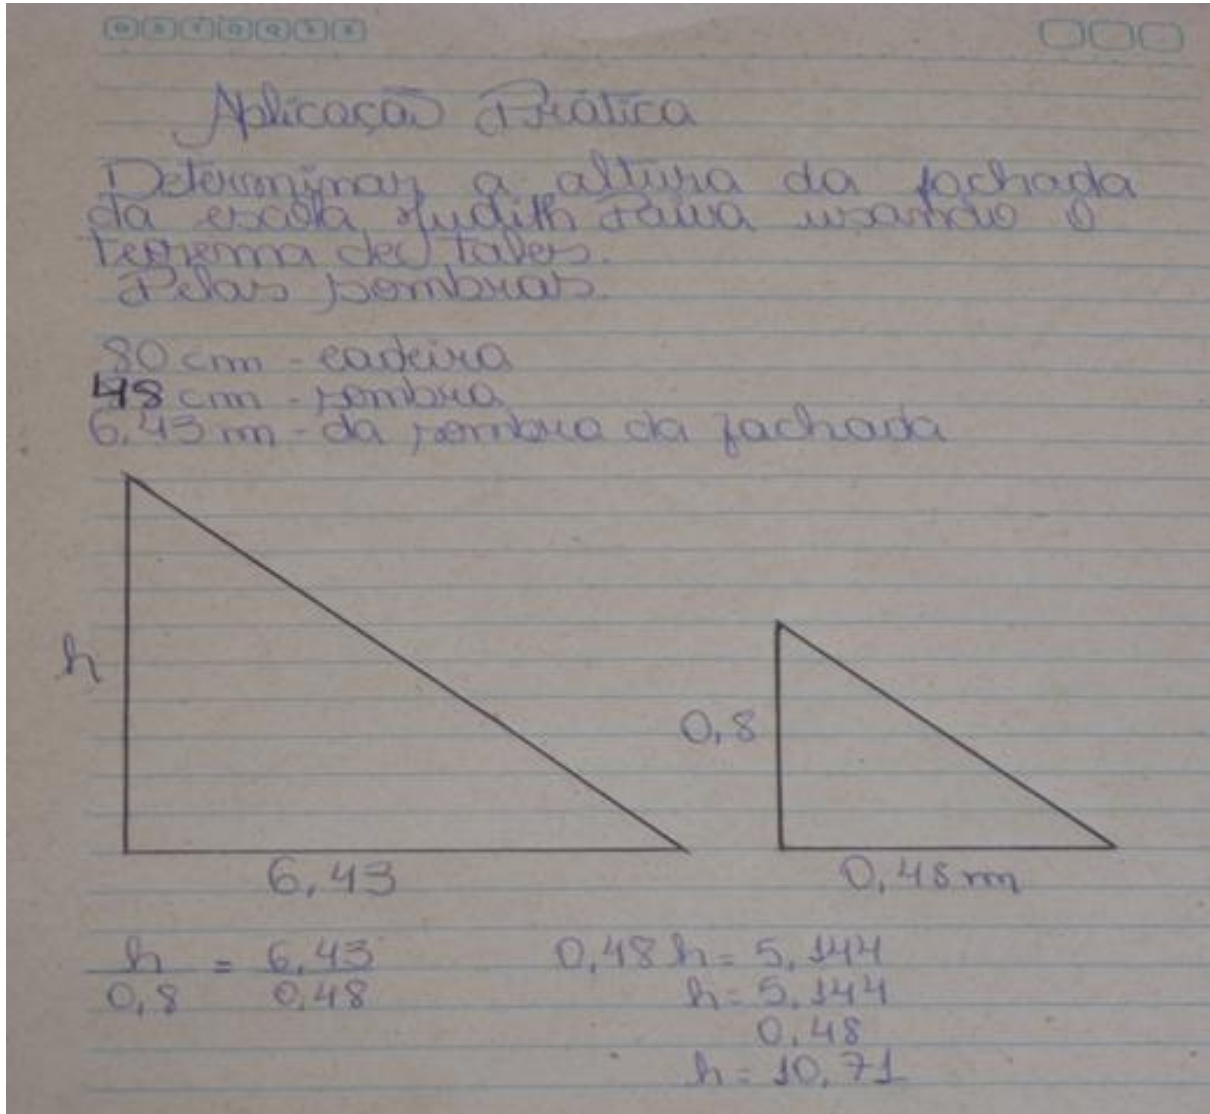 Aplicação Prática
Determinar a altura da fachada
da escola Judith Paiva usando o
teorema de tales.
Pelas sombras.
80 cm - cadeira
48 cm - sombra
6.43 m - da sombra da fachada
h
0,8
6,43
0,48 m
h = 6,43
0,8 0,48
0,48 h = 5,144
h = 5,144
0,48
h = 10,71